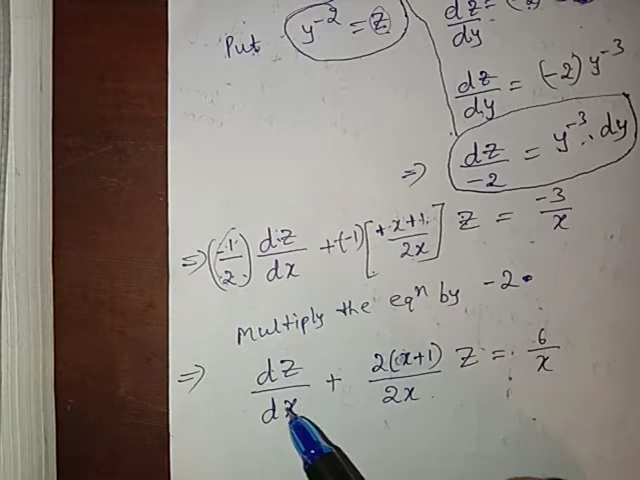 Put y⁻² = z
dz/dy =
dz/dy = (-2) y⁻³
⇒ dz/-2 = y⁻³. dy
⇒ (-1/2) dz/dx + (-1) [+x+1/2x] z = -3/x
Multiply the eqⁿ by -2.
⇒ dz/dx + 2(x+1)/2x z = 6/x